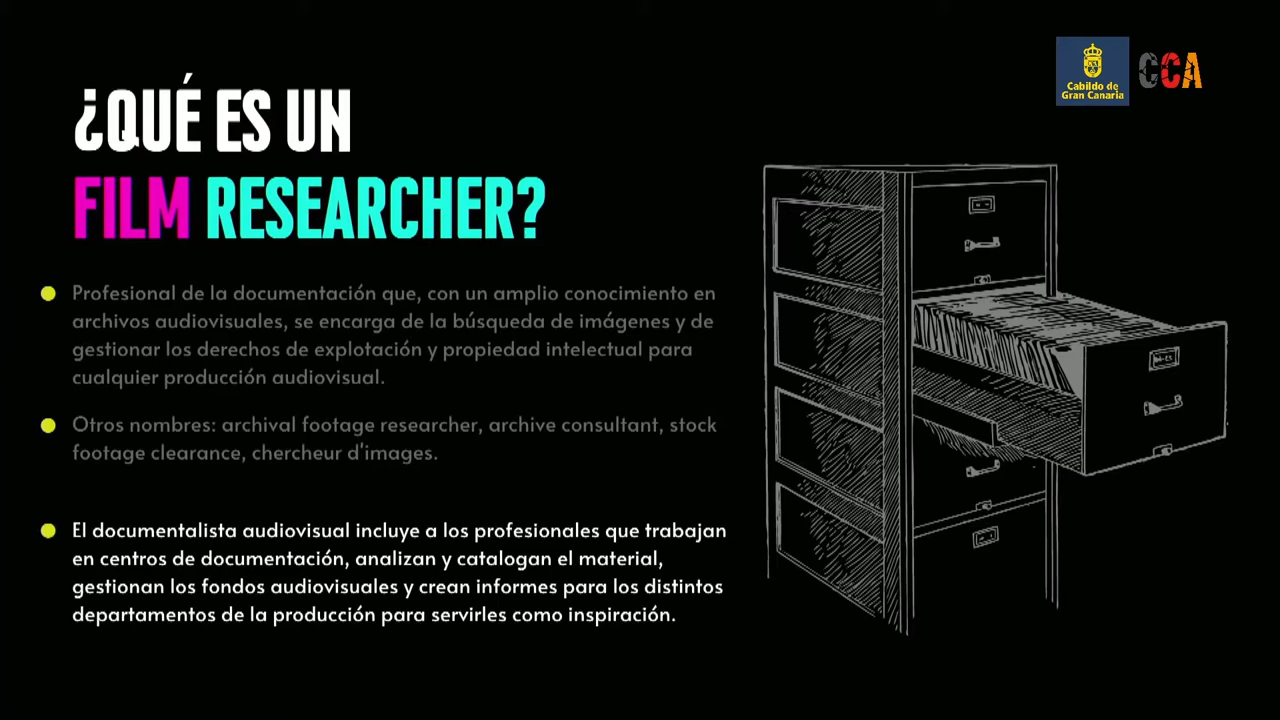 ¿QUÉ ES UN
FILM RESEARCHER?
Cabildo de
Gran Canaria
CCA
Profesional de la documentación que, con un amplio conocimiento en
archivos audiovisuales, se encarga de la búsqueda de imágenes y de
gestionar los derechos de explotación y propiedad intelectual para
cualquier producción audiovisual.
Otros nombres: archival footage researcher, archive consultant, stock
footage clearance, chercheur d'images.
El documentalista audiovisual incluye a los profesionales que trabajan
en centros de documentación, analizan y catalogan el material,
gestionan los fondos audiovisuales y crean informes para los distintos
departamentos de la producción para servirles como inspiración.